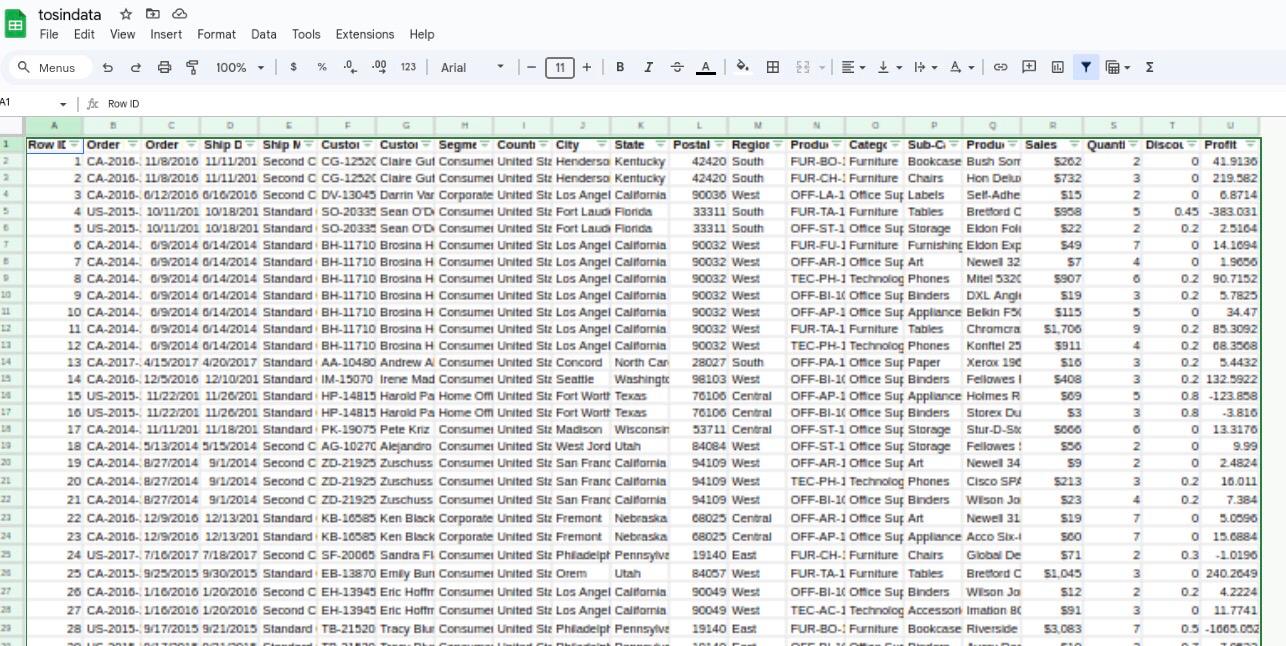 tosindata
File Edit View Insert Format Data Tools Extensions Help
Menus 100% $ % .0 .00 123 Arial 11 B I A Σ
A1 fx Row ID
A B C D E F G H I J K L M N O P Q R S T U
1 Row ID Order Order Ship D Ship M Custor Custor Segme Countr City State Postal Region Produc Catego Sub-Ca Produc Sales Quanti Discou Profit
2 1 CA-2016- 11/8/2016 11/11/201 Second C CG-12520 Claire Gut Consumer United Sta Henderson Kentucky 42420 South FUR-BO-1 Furniture Bookcase Bush Som $262 2 0 41.9136
3 2 CA-2016- 11/8/2016 11/11/201 Second C CG-12520 Claire Gut Consumer United Sta Henderson Kentucky 42420 South FUR-CH-1 Furniture Chairs Hon Delux $732 3 0 219.582
4 3 CA-2016- 6/12/2016 6/16/2016 Second C DV-13045 Darrin Van Corporate United Sta Los Angel California 90036 West OFF-LA-1 Office Sup Labels Self-Adhe $15 2 0 6.8714
5 4 US-2015- 10/11/201 10/18/201 Standard SO-20335 Sean O'Do Consumer United Sta Fort Laude Florida 33311 South FUR-TA-1 Furniture Tables Bretford C $958 5 0.45 -383.031
6 5 US-2015- 10/11/201 10/18/201 Standard SO-20335 Sean O'Do Consumer United Sta Fort Laude Florida 33311 South OFF-ST-1 Office Sup Storage Eldon Fol $22 2 0.2 2.5164
7 6 CA-2014- 6/9/2014 6/14/2014 Standard BH-11710 Brosina H Consumer United Sta Los Angel California 90032 West FUR-FU-1 Furniture Furnishing Eldon Exp $49 7 0 14.1694
8 7 CA-2014- 6/9/2014 6/14/2014 Standard BH-11710 Brosina H Consumer United Sta Los Angel California 90032 West OFF-AR-1 Office Sup Art Newell 32 $7 4 0 1.9656
9 8 CA-2014- 6/9/2014 6/14/2014 Standard BH-11710 Brosina H Consumer United Sta Los Angel California 90032 West TEC-PH-1 Technolog Phones Mitel 5320 $907 6 0.2 90.7152
10 9 CA-2014- 6/9/2014 6/14/2014 Standard BH-11710 Brosina H Consumer United Sta Los Angel California 90032 West OFF-BI-10 Office Sup Binders DXL Angle $19 3 0.2 5.7825
11 10 CA-2014- 6/9/2014 6/14/2014 Standard BH-11710 Brosina H Consumer United Sta Los Angel California 90032 West OFF-AP-1 Office Sup Appliance Belkin F50 $115 5 0 34.47
12 11 CA-2014- 6/9/2014 6/14/2014 Standard BH-11710 Brosina H Consumer United Sta Los Angel California 90032 West FUR-TA-1 Furniture Tables Chromcra $1,706 9 0.2 85.3092
13 12 CA-2014- 6/9/2014 6/14/2014 Standard BH-11710 Brosina H Consumer United Sta Los Angel California 90032 West TEC-PH-1 Technolog Phones Konftel 25 $911 4 0.2 68.3568
14 13 CA-2017- 4/15/2017 4/20/2017 Standard AA-10480 Andrew Al Consumer United Sta Concord North Car 28027 South OFF-PA-1 Office Sup Paper Xerox 196 $16 3 0.2 5.4432
15 14 CA-2016- 12/5/2016 12/10/201 Standard IM-15070 Irene Mad Consumer United Sta Seattle Washingto 98103 West OFF-BI-10 Office Sup Binders Fellowes $408 3 0.2 132.5922
16 15 US-2015- 11/22/201 11/26/201 Standard HP-14815 Harold Pa Home Offi United Sta Fort Worth Texas 76106 Central OFF-AP-1 Office Sup Appliance Holmes R $69 5 0.8 -123.858
17 16 US-2015- 11/22/201 11/26/201 Standard HP-14815 Harold Pa Home Offi United Sta Fort Worth Texas 76106 Central OFF-BI-10 Office Sup Binders Storex Du $3 3 0.8 -3.816
18 17 CA-2014- 11/11/201 11/18/201 Standard PK-19075 Pete Kriz Consumer United Sta Madison Wisconsin 53711 Central OFF-ST-1 Office Sup Storage Stur-D-Sto $666 6 0 13.3176
19 18 CA-2014- 5/13/2014 5/15/2014 Second C AG-10270 Alejandro Consumer United Sta West Jord Utah 84084 West OFF-ST-1 Office Sup Storage Fellowes $56 2 0 9.99
20 19 CA-2014- 8/27/2014 9/1/2014 Second C ZD-21925 Zuschuss Consumer United Sta San Franc California 94109 West OFF-AR-1 Office Sup Art Newell 34 $9 2 0 2.4824
21 20 CA-2014- 8/27/2014 9/1/2014 Second C ZD-21925 Zuschuss Consumer United Sta San Franc California 94109 West TEC-PH-1 Technolog Phones Cisco SPA $213 3 0.2 16.011
22 21 CA-2014- 8/27/2014 9/1/2014 Second C ZD-21925 Zuschuss Consumer United Sta San Franc California 94109 West OFF-BI-10 Office Sup Binders Wilson Jo $23 4 0.2 7.384
23 22 CA-2016- 12/9/2016 12/13/201 Standard KB-16585 Ken Black Corporate United Sta Fremont Nebraska 68025 Central OFF-AR-1 Office Sup Art Newell 31 $19 7 0 5.0596
24 23 CA-2016- 12/9/2016 12/13/201 Standard KB-16585 Ken Black Corporate United Sta Fremont Nebraska 68025 Central OFF-AP-1 Office Sup Appliance Acco Six- $60 7 0 15.6884
25 24 US-2017- 7/16/2017 7/18/2017 Second C SF-20065 Sandra Fl Consumer United Sta Philadelph Pennsylva 19140 East FUR-CH-1 Furniture Chairs Global De $71 2 0.3 -1.0196
26 25 CA-2015- 9/25/2015 9/30/2015 Standard EB-13870 Emily Burn Consumer United Sta Orem Utah 84057 West FUR-TA-1 Furniture Tables Bretford C $1,045 3 0 240.2649
27 26 CA-2016- 1/16/2016 1/20/2016 Second C EH-13945 Eric Hoffm Consumer United Sta Los Angel California 90049 West OFF-BI-10 Office Sup Binders Wilson Jo $12 2 0.2 4.2224
28 27 CA-2016- 1/16/2016 1/20/2016 Second C EH-13945 Eric Hoffm Consumer United Sta Los Angel California 90049 West TEC-AC-1 Technolog Accessori Imation 8G $91 3 0 11.7741
29 28 US-2015- 9/17/2015 9/21/2015 Standard TB-21520 Tracy Blur Consumer United Sta Philadelph Pennsylva 19140 East FUR-BO-1 Furniture Bookcase Riverside $3,083 7 0.5 -1665.052